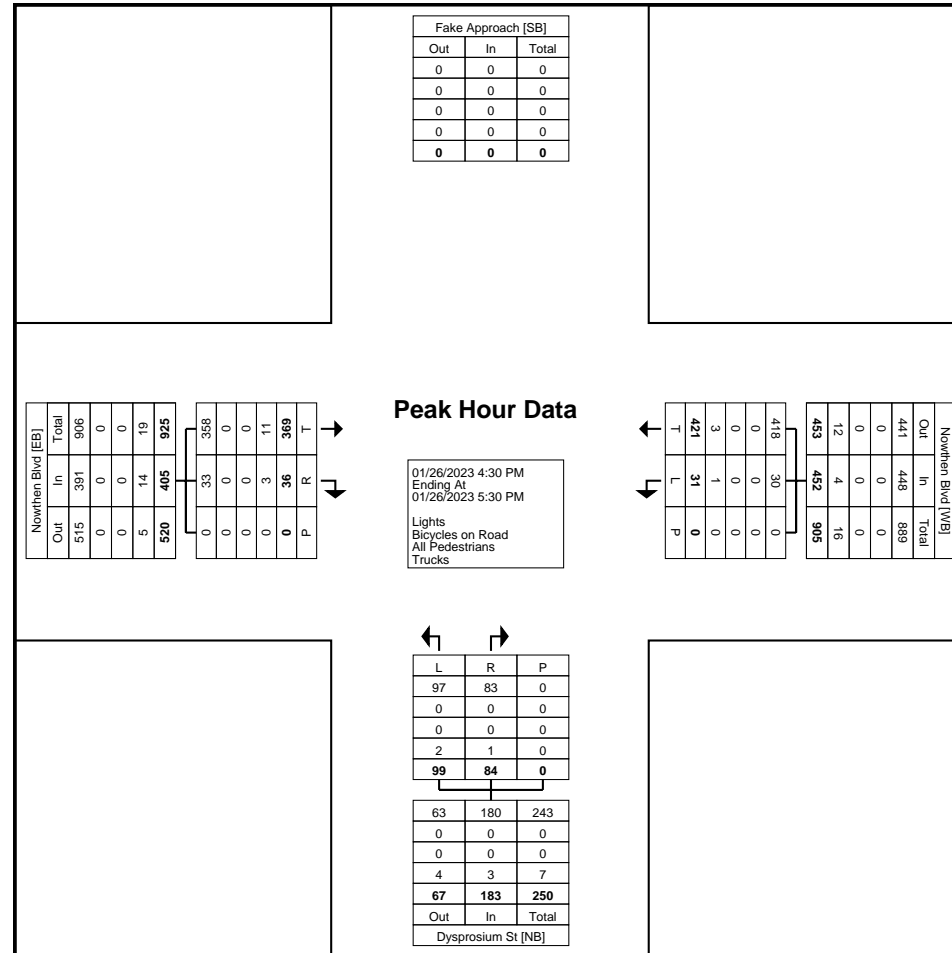 Fake Approach [SB]
Out In Total
0 0 0
0 0 0
0 0 0
0 0 0
0 0 0
Peak Hour Data
01/26/2023 4:30 PM
Ending At
01/26/2023 5:30 PM
Lights
Bicycles on Road
All Pedestrians
Trucks
Nowthen Blvd [EB]
Total In Out
906 391 515
0 0 0
0 0 0
19 14 5
925 405 520
358 33 0
0 0 0
0 0 0
11 3 0
369 36 0
T R P
Nowthen Blvd [WB]
Out In Total
441 448 889
0 0 0
0 0 0
12 4 16
453 452 905
418 30 0
0 0 0
0 0 0
3 1 0
421 31 0
T L P
L R P
97 83 0
0 0 0
0 0 0
2 1 0
99 84 0
63 180 243
0 0 0
0 0 0
4 3 7
67 183 250
Out In Total
Dysprosium St [NB]